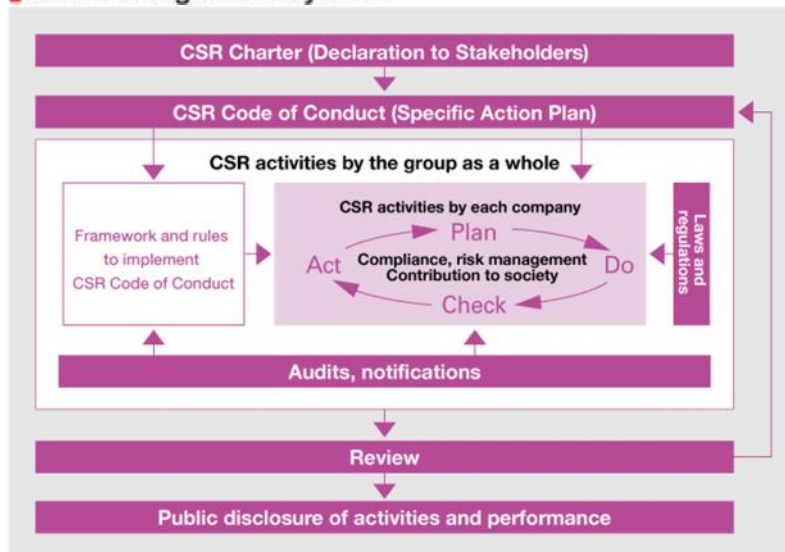 CSR Charter (Declaration to Stakeholders)
CSR Code of Conduct (Specific Action Plan)
CSR activities by the group as a whole
Framework and rules
to implement
CSR Code of Conduct
CSR activities by each company
Plan
Act
Compliance, risk management
Contribution to society
Do
Check
Laws and
regulations
Audits, notifications
Review
Public disclosure of activities and performance